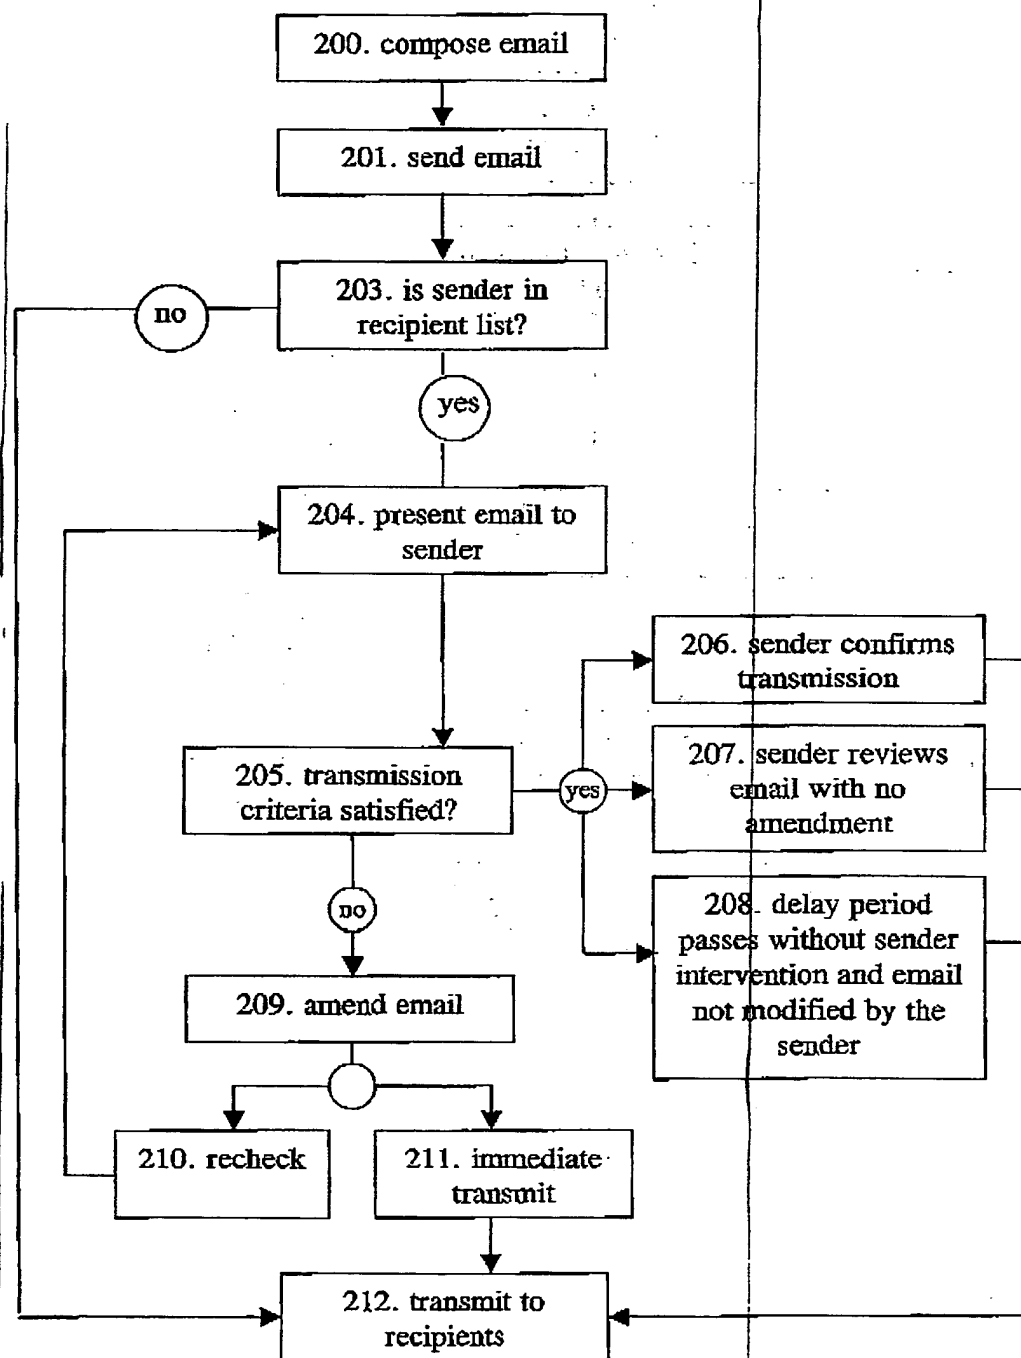 200. compose email
201. send email
203. is sender in
recipient list?
no
yes
204. present email to
sender
205. transmission
criteria satisfied?
yes
206. sender confirms
transmission
207. sender reviews
email with no
amendment
208. delay period
passes without sender
intervention and email
not modified by the
sender
no
209. amend email
210. recheck
211. immediate
transmit
212. transmit to
recipients